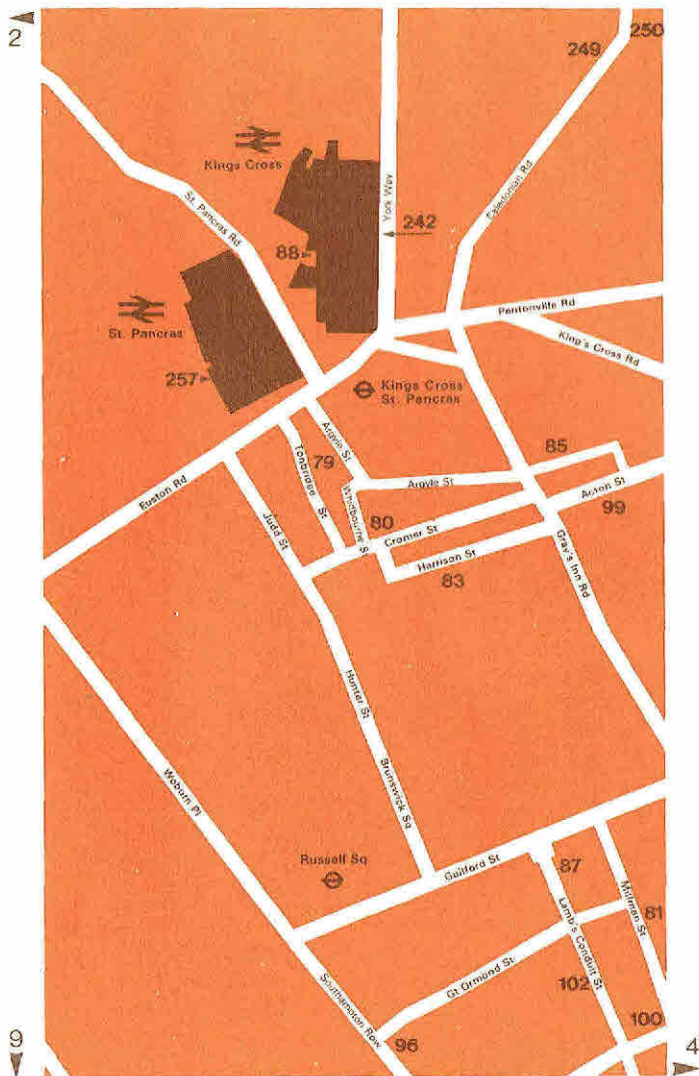 2
249
250
Kings Cross
York Way
Caledonian Rd
St. Pancras Rd
242
88
St. Pancras
Pentonville Rd
King's Cross Rd
257
Kings Cross
St. Pancras
Argyle St
Tonbridge St
79
85
Euston Rd
Judd St
Whidbourne St
Argyle St
80
Acton St
99
Cromer St
Harrison St
83
Gray's Inn Rd
Hunter St
Woburn Pl
Brunswick Sq
Russell Sq
Guilford St
87
Millman St
81
Lamb's Conduit St
Gt Ormond St
102
Southampton Row
100
96
9
4